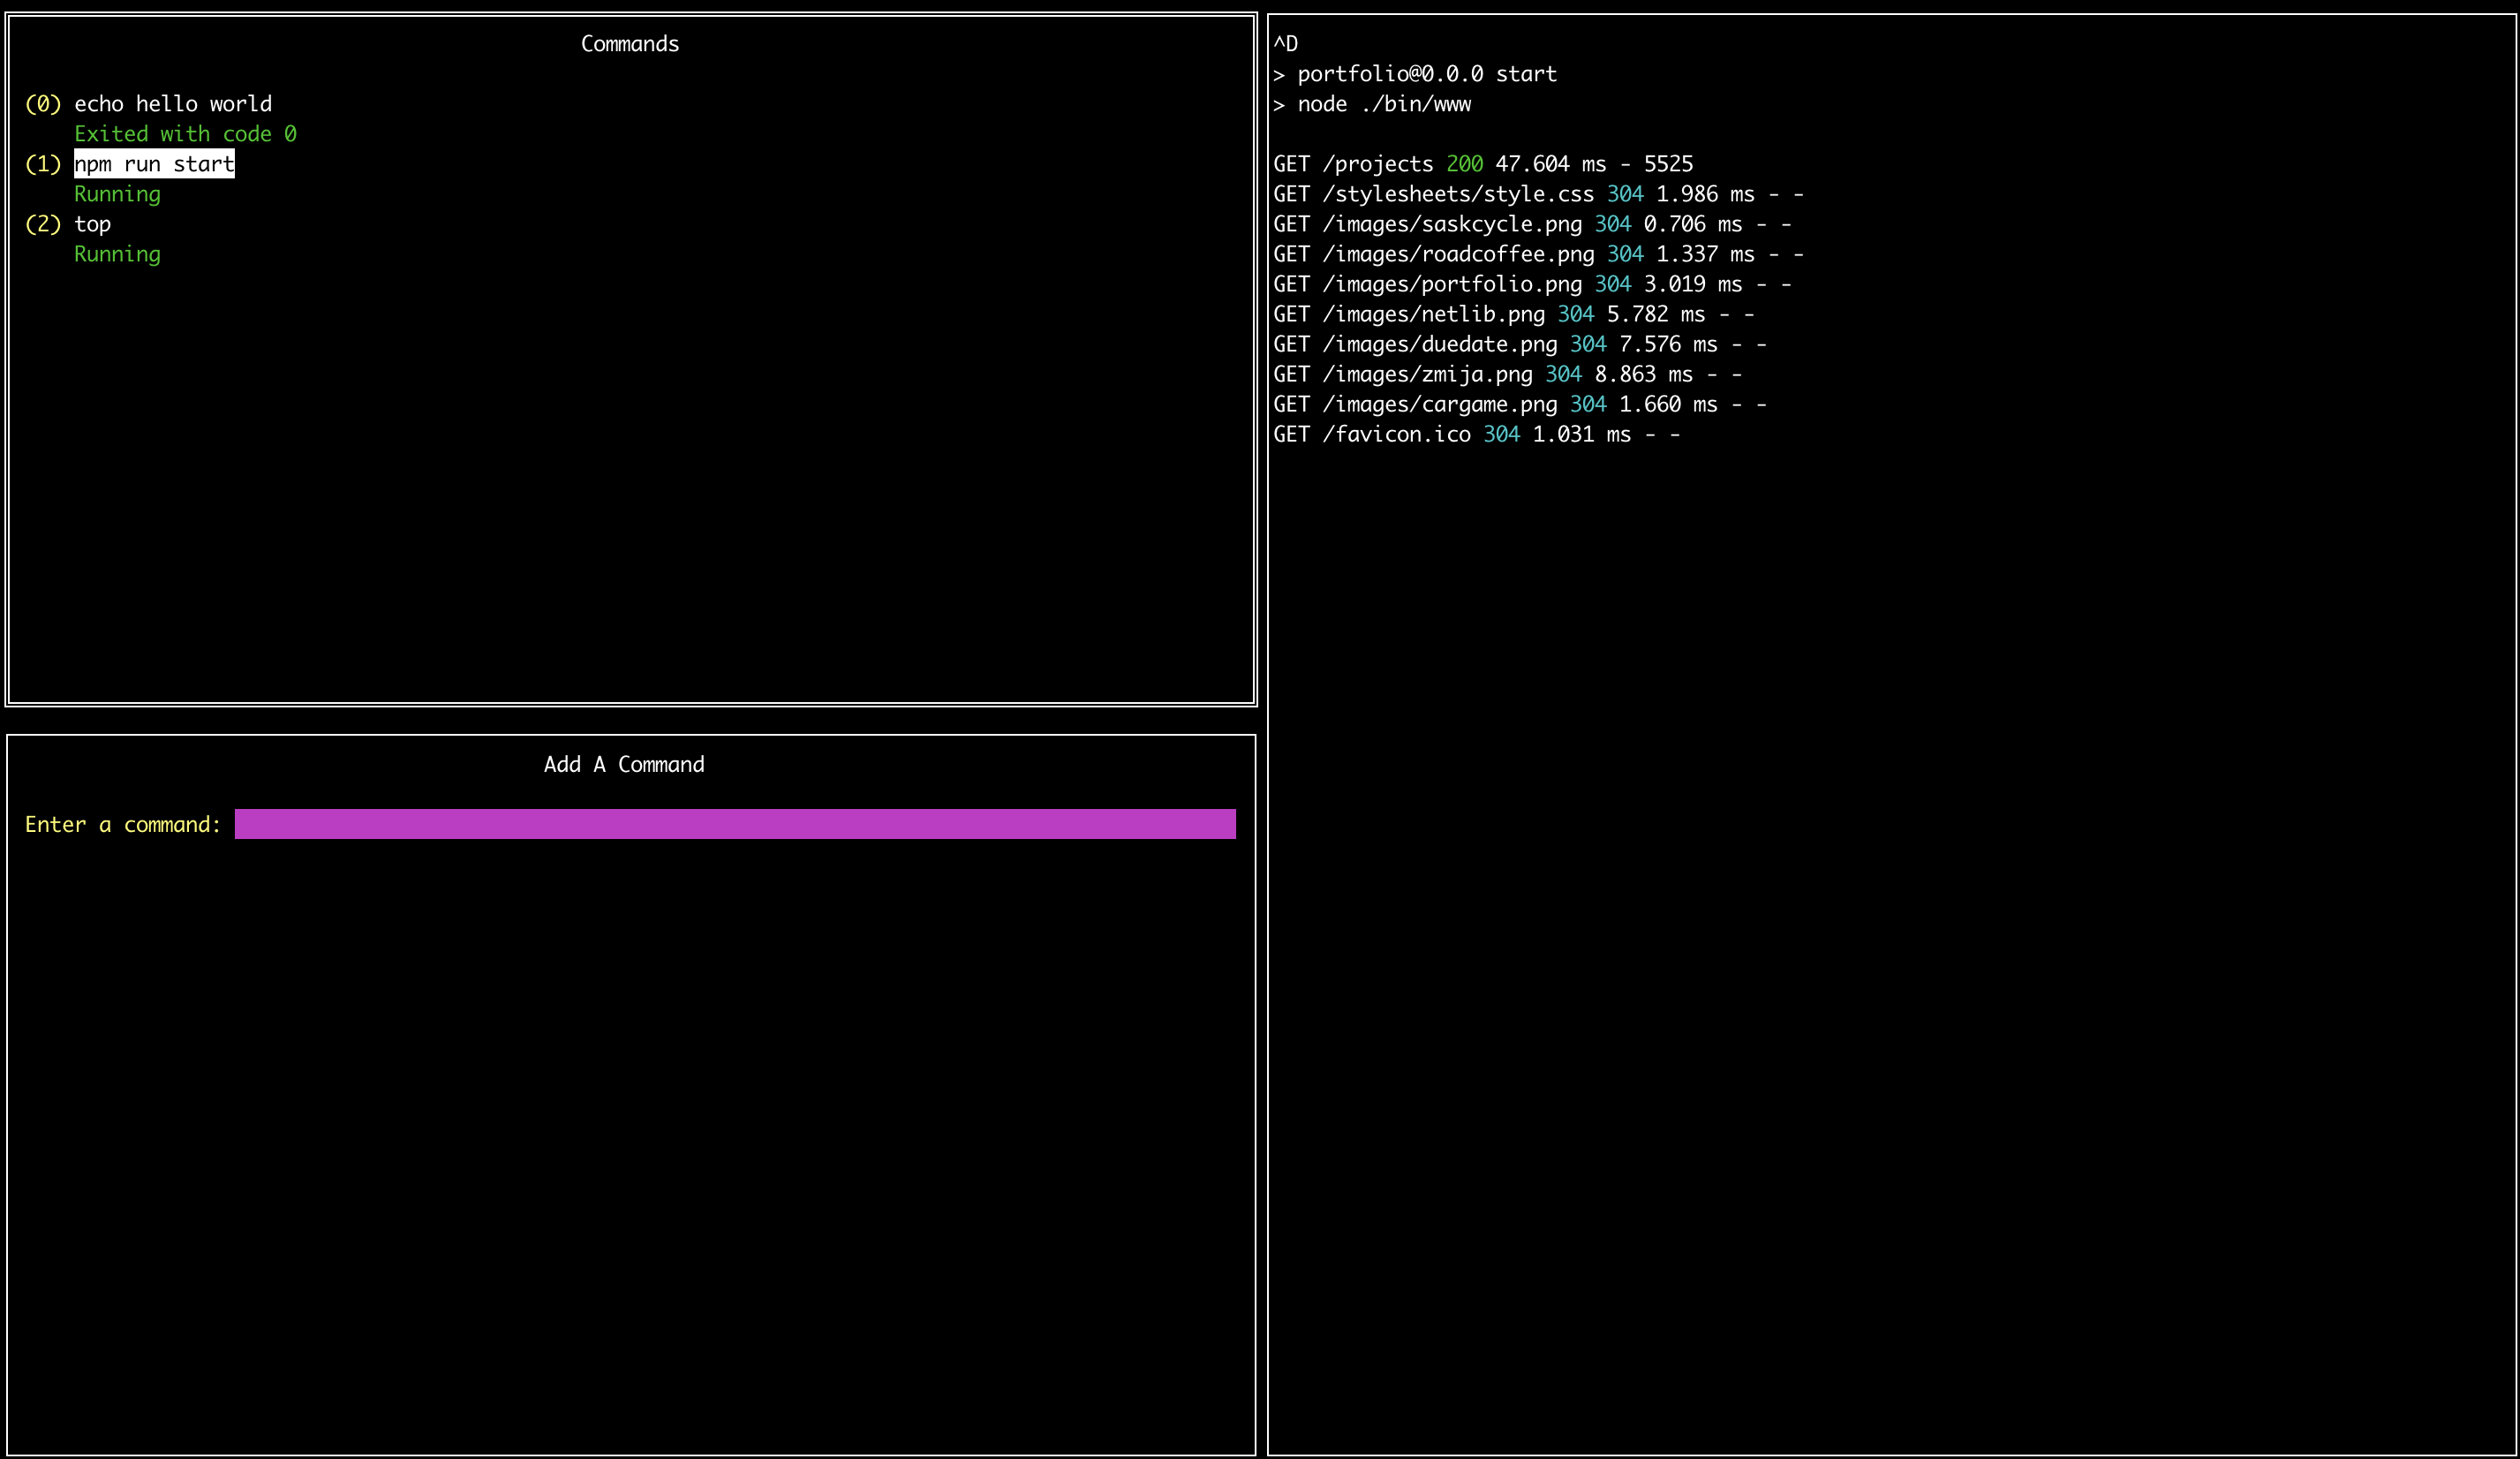 Commands
(0) echo hello world
Exited with code 0
(1) npm run start
Running
(2) top
Running
Add A Command
Enter a command:
^D
> portfolio@0.0.0 start
> node ./bin/www
GET /projects 200 47.604 ms - 5525
GET /stylesheets/style.css 304 1.986 ms - -
GET /images/saskcycle.png 304 0.706 ms - -
GET /images/roadcoffee.png 304 1.337 ms - -
GET /images/portfolio.png 304 3.019 ms - -
GET /images/netlib.png 304 5.782 ms - -
GET /images/duedate.png 304 7.576 ms - -
GET /images/zmija.png 304 8.863 ms - -
GET /images/cargame.png 304 1.660 ms - -
GET /favicon.ico 304 1.031 ms - -